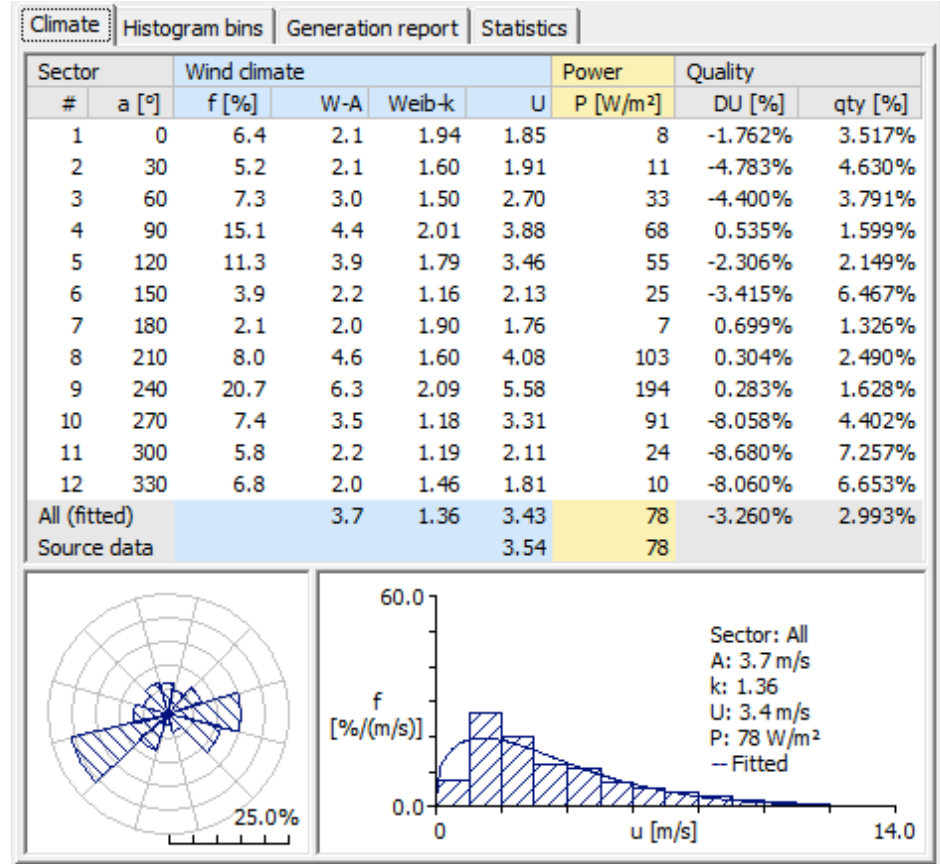 Climate Histogram bins Generation report Statistics
Sector Wind climate Power Quality
# a [°] f [%] W-A Weib-k U P [W/m²] DU [%] qty [%]
1 0 6.4 2.1 1.94 1.85 8 -1.762% 3.517%
2 30 5.2 2.1 1.60 1.91 11 -4.783% 4.630%
3 60 7.3 3.0 1.50 2.70 33 -4.400% 3.791%
4 90 15.1 4.4 2.01 3.88 68 0.535% 1.599%
5 120 11.3 3.9 1.79 3.46 55 -2.306% 2.149%
6 150 3.9 2.2 1.16 2.13 25 -3.415% 6.467%
7 180 2.1 2.0 1.90 1.76 7 0.699% 1.326%
8 210 8.0 4.6 1.60 4.08 103 0.304% 2.490%
9 240 20.7 6.3 2.09 5.58 194 0.283% 1.628%
10 270 7.4 3.5 1.18 3.31 91 -8.058% 4.402%
11 300 5.8 2.2 1.19 2.11 24 -8.680% 7.257%
12 330 6.8 2.0 1.46 1.81 10 -8.060% 6.653%
All (fitted) 3.7 1.36 3.43 78 -3.260% 2.993%
Source data 3.54 78
25.0%
60.0
f
[%/(m/s)]
0.0
0 u [m/s] 14.0
Sector: All
A: 3.7 m/s
k: 1.36
U: 3.4 m/s
P: 78 W/m²
-- Fitted